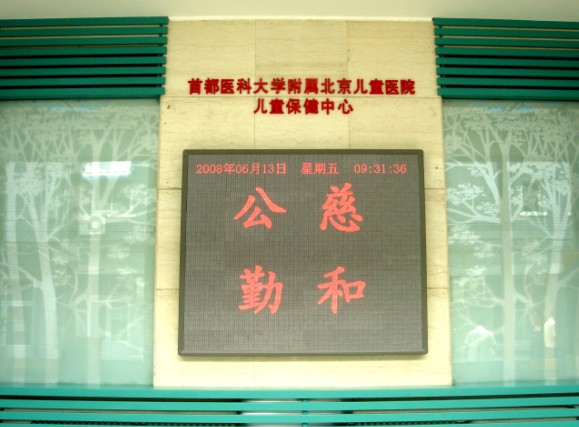 首都医科大学附属北京儿童医院
儿童保健中心
2008年06月13日 星期五 09:31:36
公 慈
勤 和